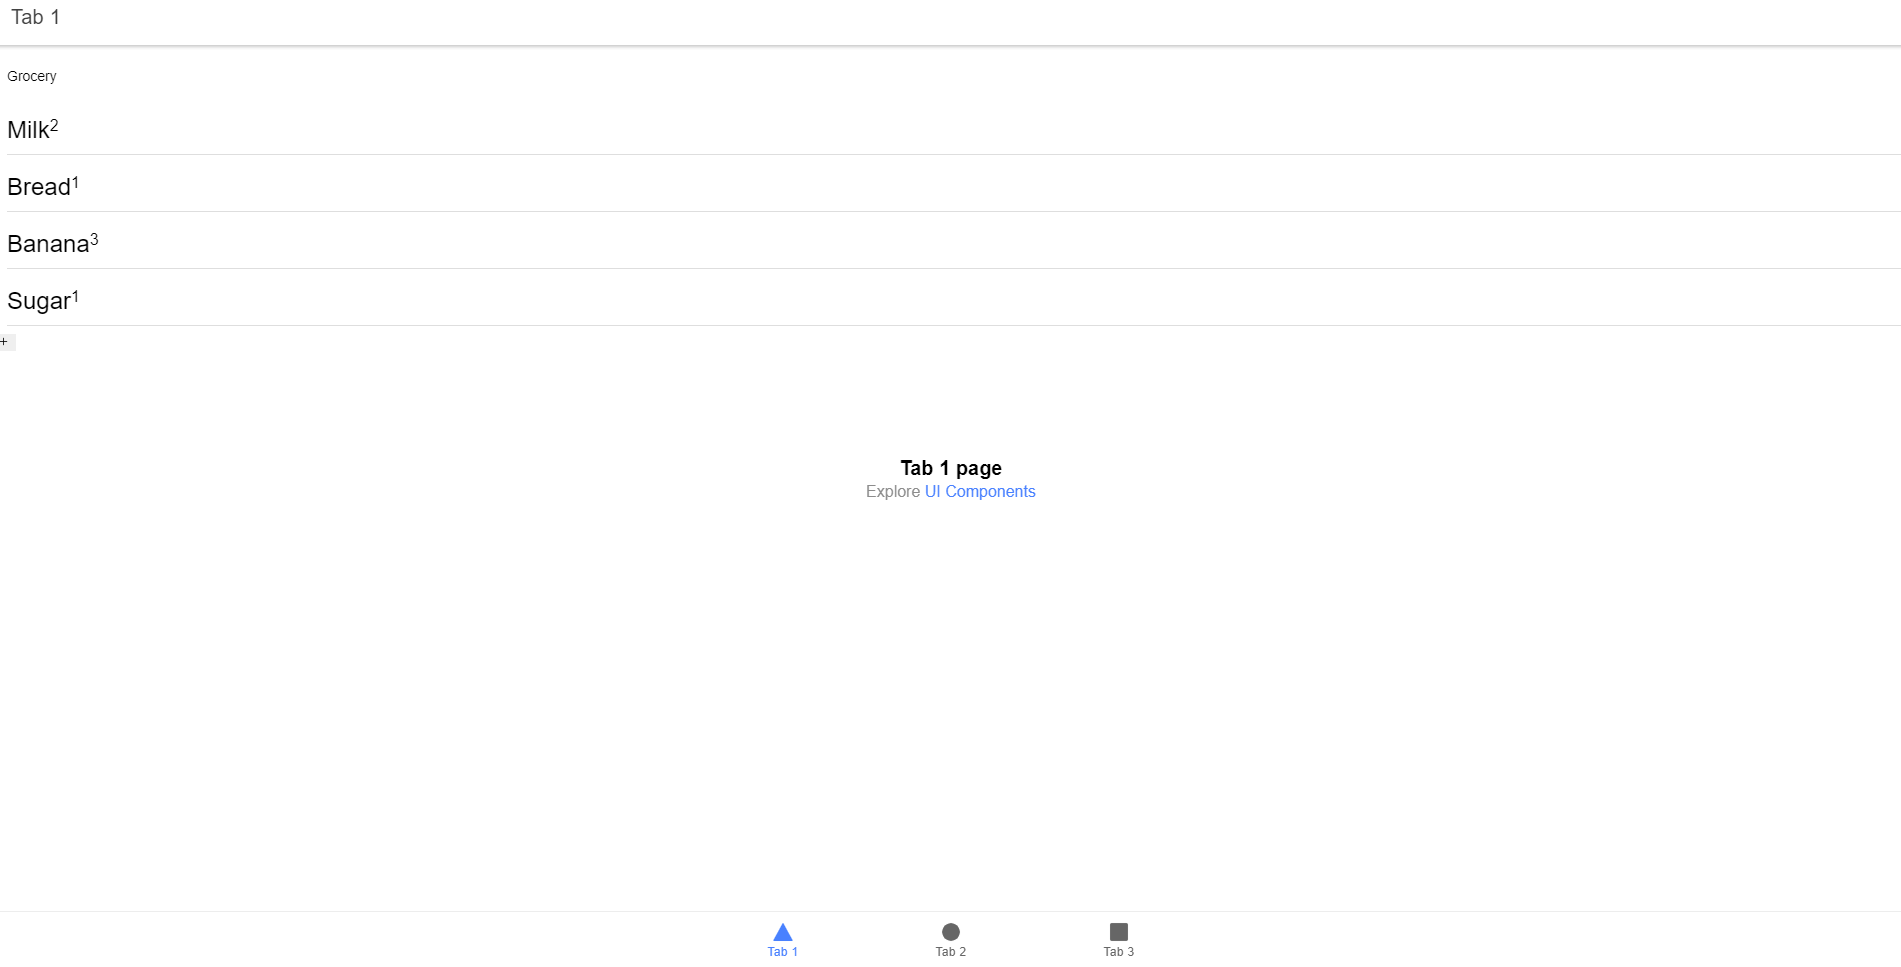 Tab 1
Grocery
Milk²
Bread¹
Banana³
Sugar¹
+
Tab 1 page
Explore UI Components
Tab 1 Tab 2 Tab 3